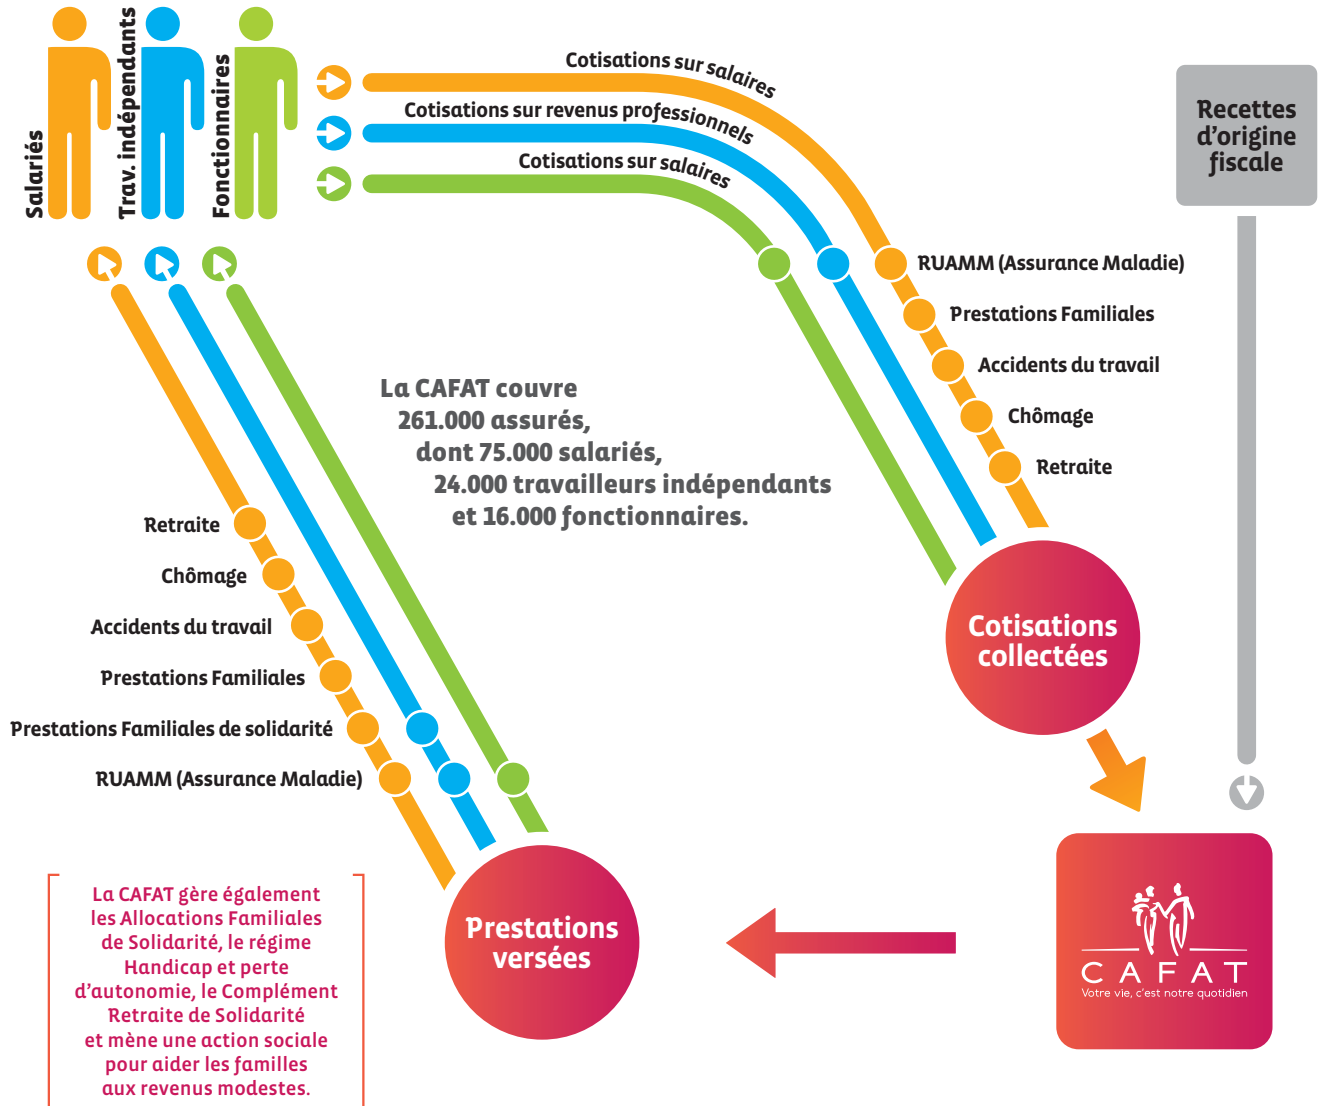 Salariés
Trav. indépendants
Fonctionnaires
Cotisations sur salaires
Cotisations sur revenus professionnels
Cotisations sur salaires
Recettes
d'origine
fiscale
RUAMM (Assurance Maladie)
Prestations Familiales
Accidents du travail
Chômage
Retraite
La CAFAT couvre
261.000 assurés,
dont 75.000 salariés,
24.000 travailleurs indépendants
et 16.000 fonctionnaires.
Retraite
Chômage
Accidents du travail
Prestations Familiales
Prestations Familiales de solidarité
RUAMM (Assurance Maladie)
Cotisations
collectées
Prestations
versées
CAFAT
Votre vie, c'est notre quotidien
La CAFAT gère également
les Allocations Familiales
de Solidarité, le régime
Handicap et perte
d'autonomie, le Complément
Retraite de Solidarité
et mène une action sociale
pour aider les familles
aux revenus modestes.